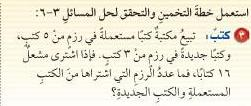 استعمل خطة التخمين والتحقق لحل المسائل ٣-٦:
٣ كتب: تبيع مكتبة كتبًا مستعملة في رزم من ٥ كتب،
وكتبًا جديدة في رزم من ٣ كتب. فإذا اشترى مشعل
١٦ كتابًا، فما عدد الرزم التي اشتراها من الكتب
المستعملة والكتب الجديدة؟